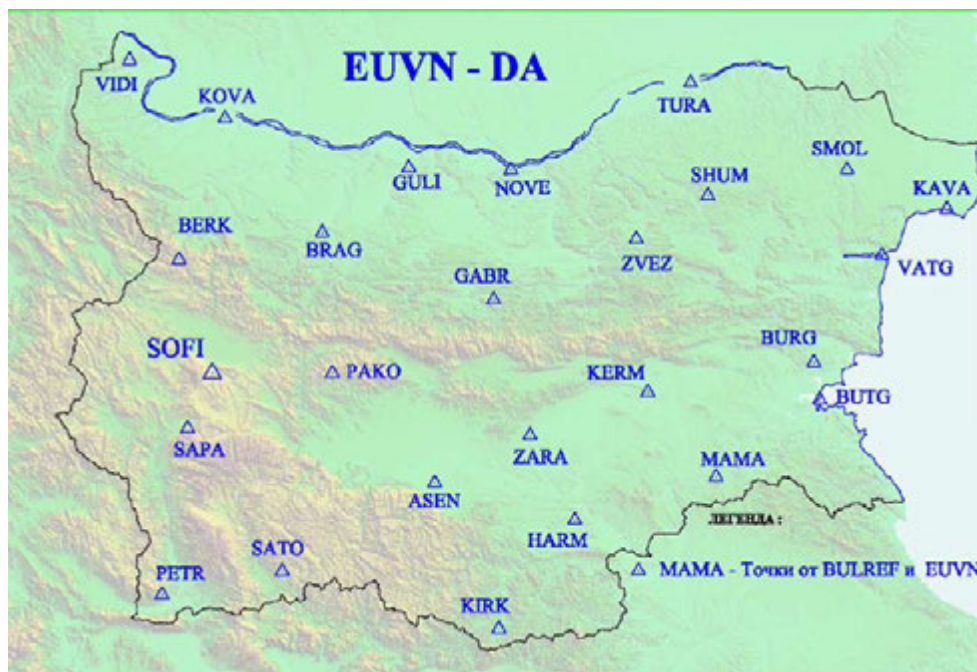 EUVN - DA
VIDI
KOVA
TURA
GULI
NOVE
SHUM
SMOL
KAVA
BERK
BRAG
ZVEZ
VATG
GABR
SOFI
PAKO
KERM
BURG
BUTG
SAPA
ZARA
MAMA
ASEN
HARM
ЛЕГЕНДА :
SATO
PETR
KIRK
MAMA - Точки от BULREF и EUVN